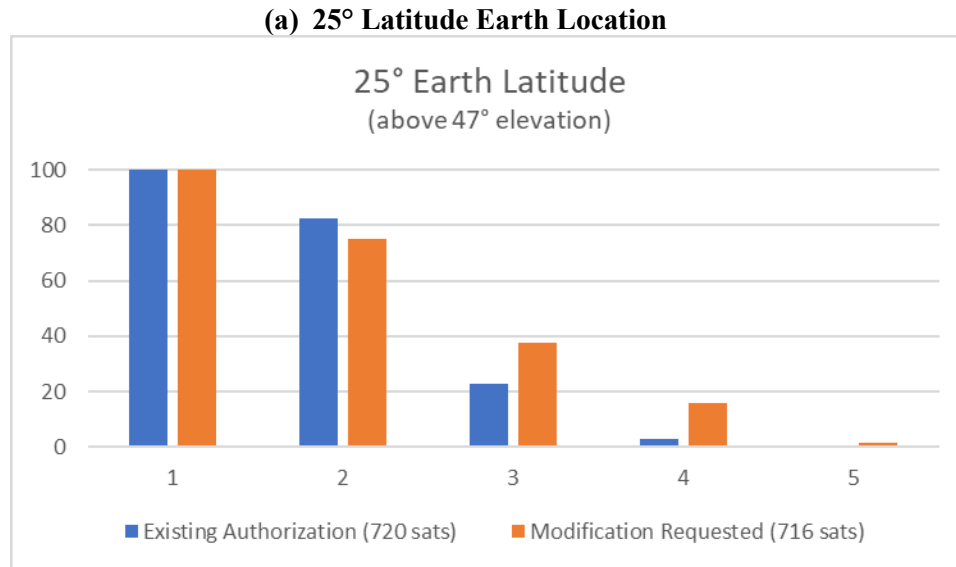 (a) 25° Latitude Earth Location
25° Earth Latitude
(above 47° elevation)
100
80
60
40
20
0
1 2 3 4 5
Existing Authorization (720 sats) Modification Requested (716 sats)